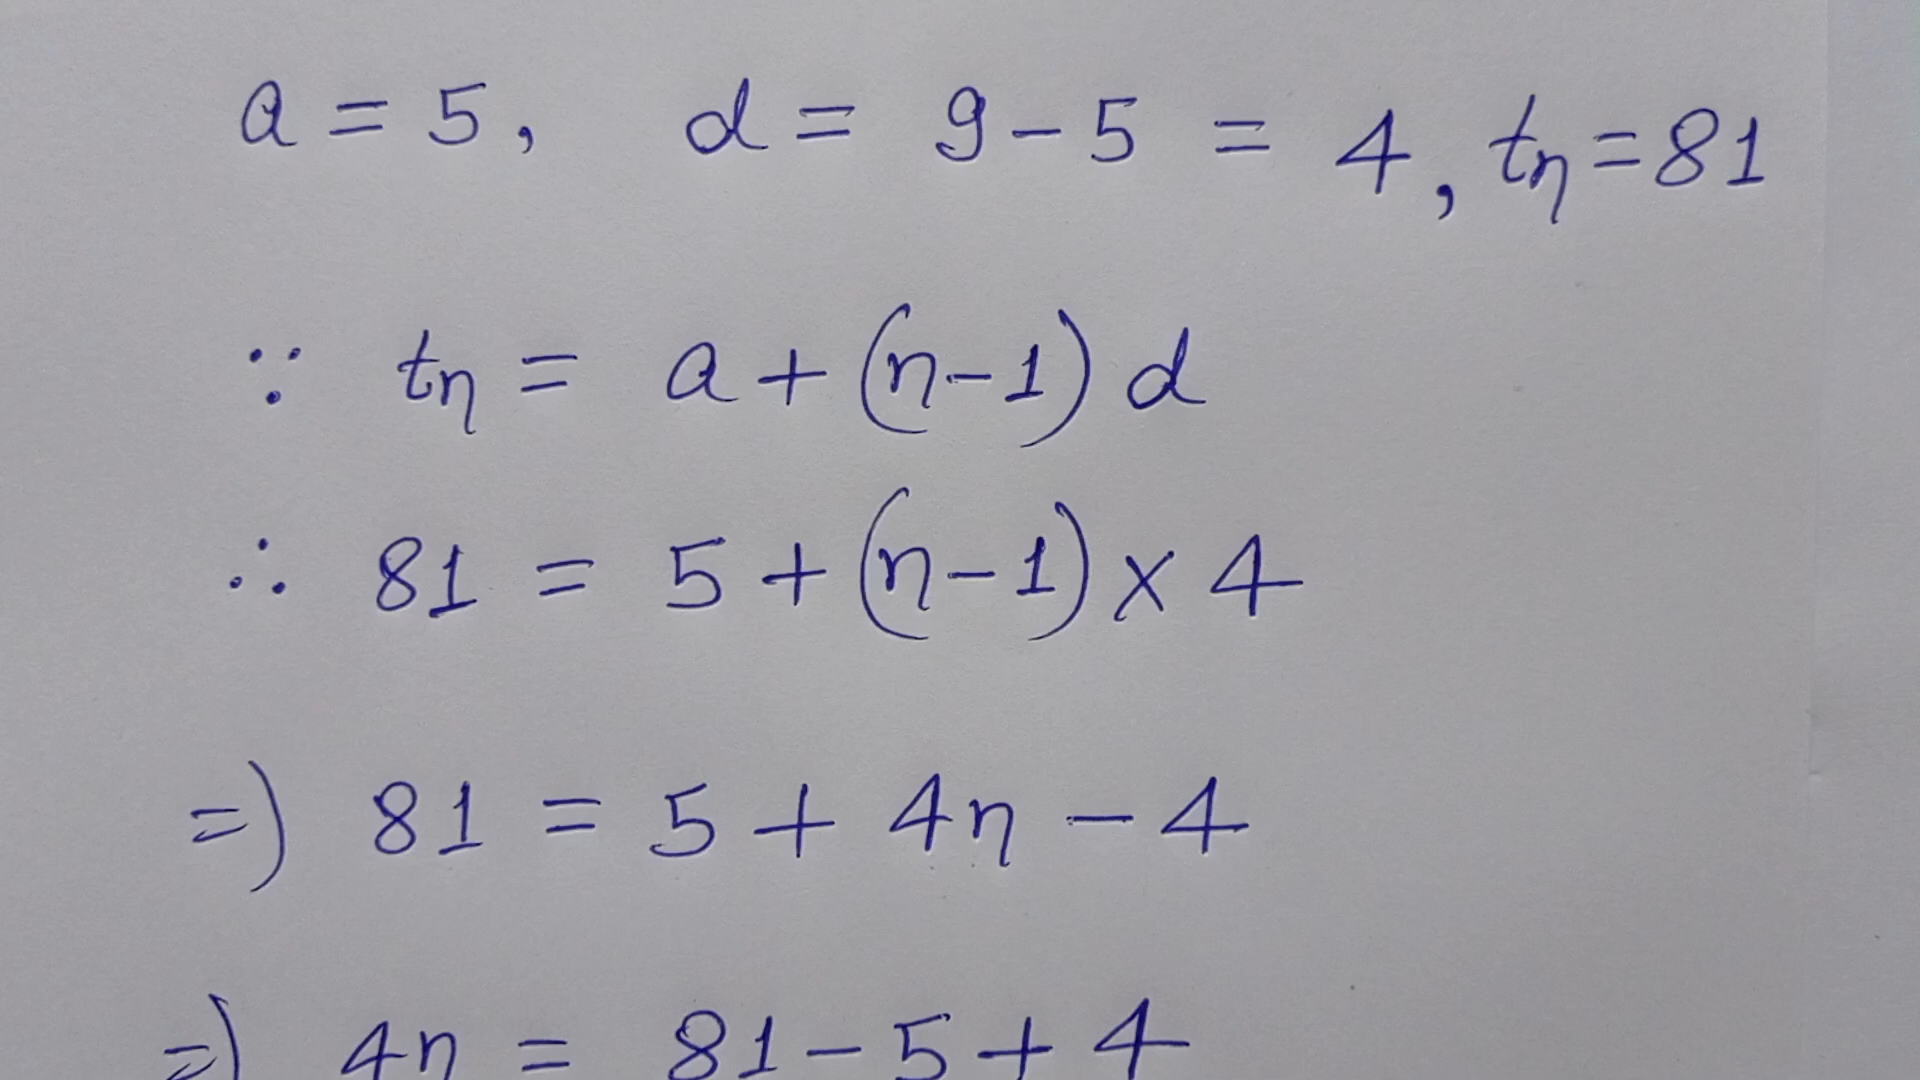 a = 5, d = 9 - 5 = 4, tn = 81
∵ tn = a + (n-1) d
∴ 81 = 5 + (n-1) × 4
⇒ 81 = 5 + 4n - 4
⇒ 4n = 81 - 5 + 4